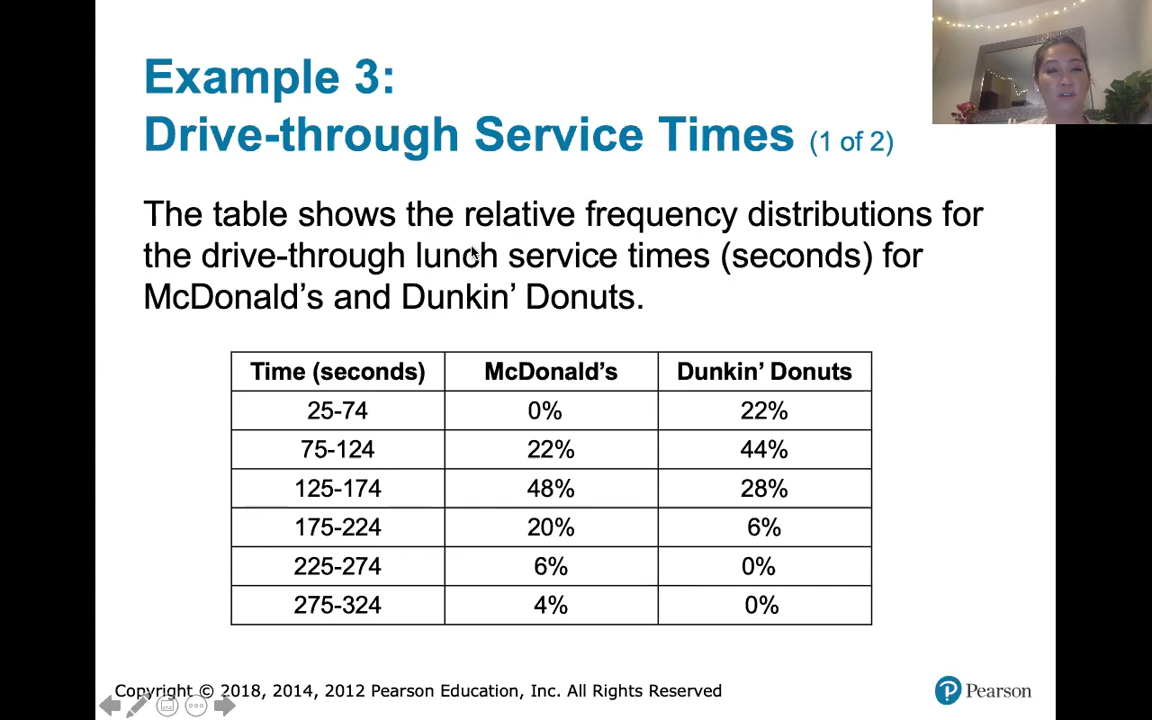 Example 3:
Drive-through Service Times (1 of 2)
The table shows the relative frequency distributions for
the drive-through lunch service times (seconds) for
McDonald’s and Dunkin’ Donuts.
Time (seconds) McDonald’s Dunkin’ Donuts
25-74 0% 22%
75-124 22% 44%
125-174 48% 28%
175-224 20% 6%
225-274 6% 0%
275-324 4% 0%
Copyright © 2018, 2014, 2012 Pearson Education, Inc. All Rights Reserved
Pearson